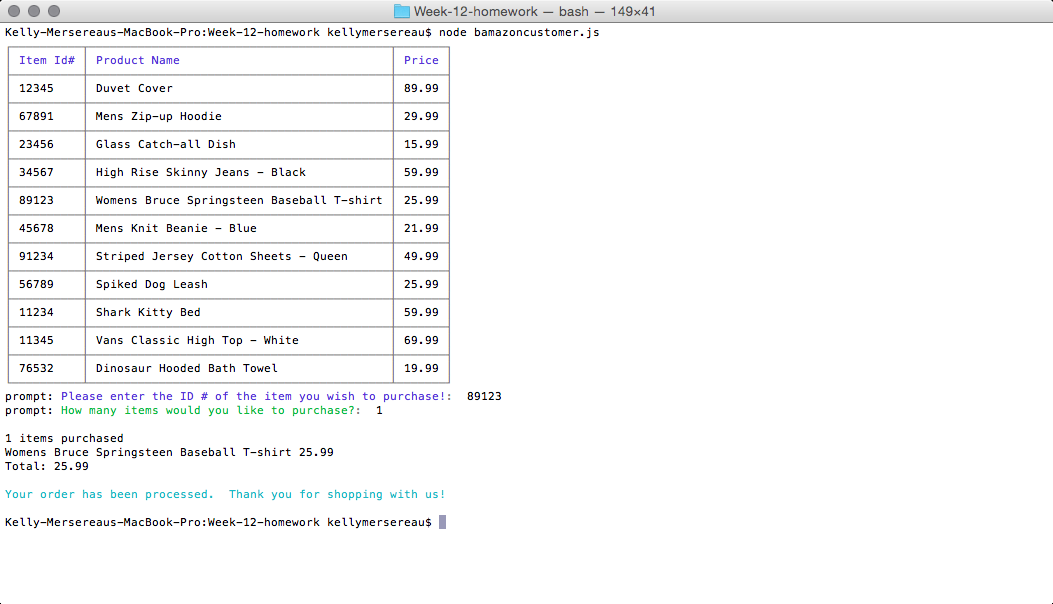 Week-12-homework — bash — 149×41
Kelly-Mersereaus-MacBook-Pro:Week-12-homework kellymersereau$ node bamazoncustomer.js
Item Id# Product Name Price
12345 Duvet Cover 89.99
67891 Mens Zip-up Hoodie 29.99
23456 Glass Catch-all Dish 15.99
34567 High Rise Skinny Jeans - Black 59.99
89123 Womens Bruce Springsteen Baseball T-shirt 25.99
45678 Mens Knit Beanie - Blue 21.99
91234 Striped Jersey Cotton Sheets - Queen 49.99
56789 Spiked Dog Leash 25.99
11234 Shark Kitty Bed 59.99
11345 Vans Classic High Top - White 69.99
76532 Dinosaur Hooded Bath Towel 19.99
prompt: Please enter the ID # of the item you wish to purchase!:  89123
prompt: How many items would you like to purchase?:  1
1 items purchased
Womens Bruce Springsteen Baseball T-shirt 25.99
Total: 25.99
Your order has been processed.  Thank you for shopping with us!
Kelly-Mersereaus-MacBook-Pro:Week-12-homework kellymersereau$